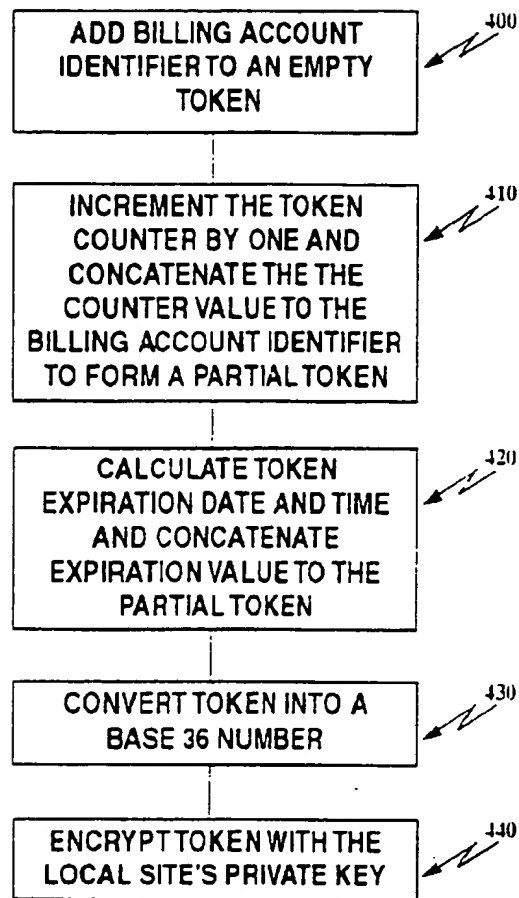 ADD BILLING ACCOUNT
IDENTIFIER TO AN EMPTY
TOKEN
400
INCREMENT THE TOKEN
COUNTER BY ONE AND
CONCATENATE THE THE
COUNTER VALUE TO THE
BILLING ACCOUNT IDENTIFIER
TO FORM A PARTIAL TOKEN
410
CALCULATE TOKEN
EXPIRATION DATE AND TIME
AND CONCATENATE
EXPIRATION VALUE TO THE
PARTIAL TOKEN
420
CONVERT TOKEN INTO A
BASE 36 NUMBER
430
ENCRYPT TOKEN WITH THE
LOCAL SITE'S PRIVATE KEY
440